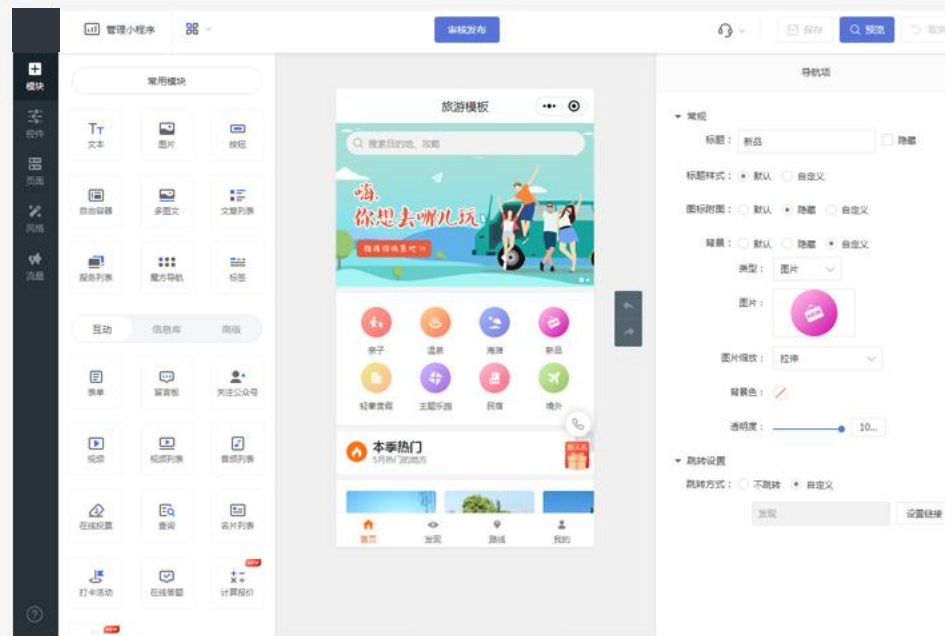 管理小程序
审核发布
保存
预览
取消
模块
控件
页面
风格
流量
常用模块
文本
图片
按钮
自由容器
多图文
文章列表
服务列表
魔方导航
标签
互动
信息库
高级
表单
留言板
关注公众号
视频
视频列表
音频列表
在线投票
查询
名片列表
打卡活动
在线答题
计算报价
旅游模板
搜索目的地、攻略
嗨,
你想去哪儿玩
亲子
温泉
海洋
新品
轻奢度假
主题乐园
民宿
境外
本季热门
5月热门的地方
首页
发现
路线
我的
导航项
常规
标题：
新品
隐藏
标题样式：
默认
自定义
图标附图：
默认
隐藏
自定义
背景：
默认
隐藏
自定义
类型：
图片
图片：
NEW
图片缩放：
拉伸
背景色：
透明度：
10...
跳转设置
跳转方式：
不跳转
自定义
发现
设置链接